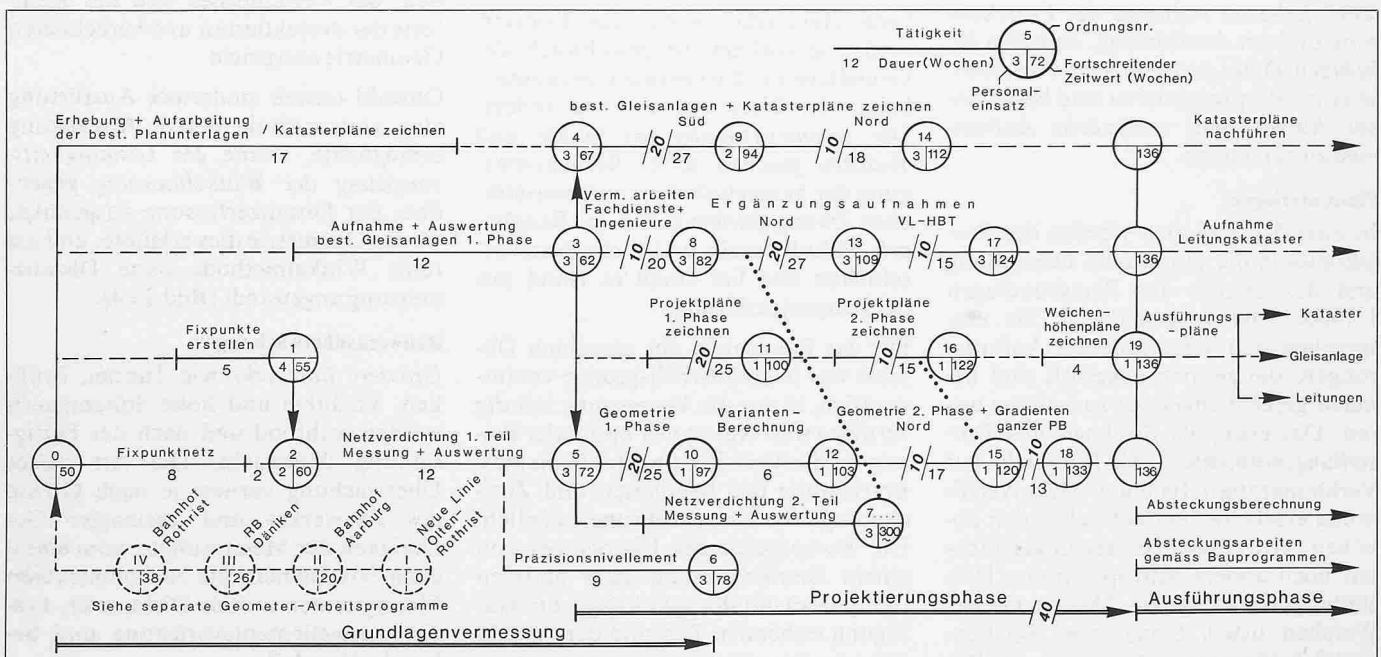 Tätigkeit
12 Dauer(Wochen)
5
3 72
Ordnungsnr.
Fortschreitender
Zeitwert (Wochen)
Personal-
einsatz
Erhebung + Aufarbeitung
der best. Planunterlagen
Katasterpläne zeichnen
17
4
3 67
best. Gleisanlagen + Katasterpläne zeichnen
Süd
20
27
9
2 94
Nord
10
18
14
3 112
136
Katasterpläne
nachführen
Aufnahme + Auswertung
best. Gleisanlagen 1. Phase
12
3
3 62
Verm. arbeiten
Fachdienste+
Ingenieure
10
20
8
3 82
Ergänzungsaufnahmen
Nord
20
27
13
3 109
VL-HBT
10
15
17
3 124
136
Aufnahme
Leitungskataster
Fixpunkte
erstellen
5
1
4 55
Projektpläne
1. Phase
zeichnen
20
25
11
1 100
Projektpläne
2. Phase
zeichnen
10
15
16
1 122
Weichen-
höhenpläne
zeichnen
4
19
1 136
Ausführungs-
-pläne
Kataster
Gleisanlage
Leitungen
50
Fixpunktnetz
8
2
2
2 60
Netzverdichtung 1. Teil
Messung + Auswertung
12
5
3 72
Geometrie
1. Phase
20
25
10
1 97
Varianten-
Berechnung
6
12
1 103
Geometrie 2. Phase + Gradienten
Nord
ganzer PB
10
17
15
1 120
10
13
18
1 133
136
Netzverdichtung 2. Teil
Messung + Auswertung
7....
3 300
Absteckungsberechnung
Absteckungsarbeiten
gemäss Bauprogrammen
Bahnhof
Rothrist
IV
1 38
RB
Däniken
III
1 26
Bahnhof
Aarburg
II
1 20
Neue Linie
Olten-
Rothrist
I
1 20
Siehe separate Geometer-Arbeitsprogramme
Präzisionsnivellement
9
6
3 78
Projektierungsphase
40
Ausführungsphase
Grundlagenvermessung